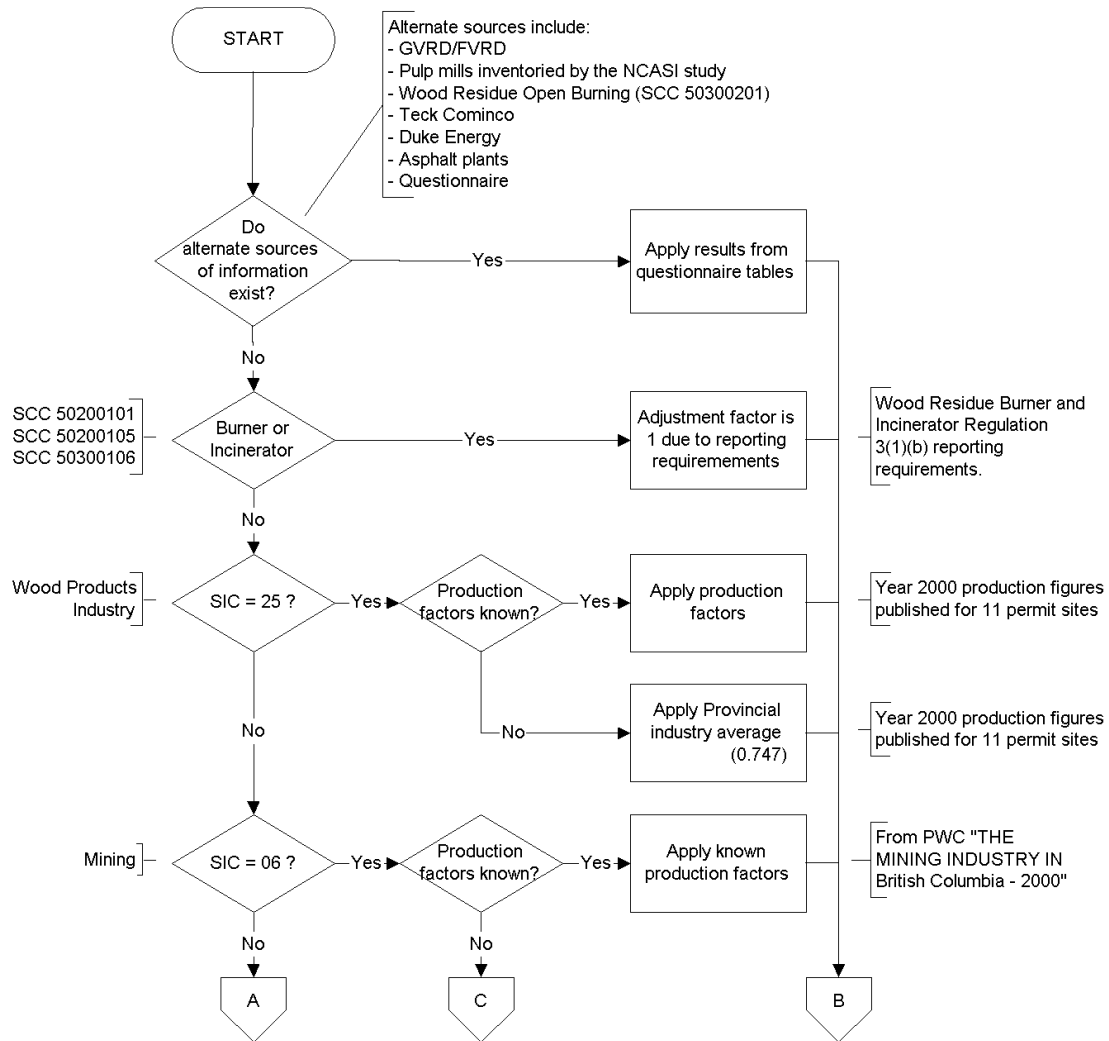 START
Alternate sources include:
- GVRD/FVRD
- Pulp mills inventoried by the NCASI study
- Wood Residue Open Burning (SCC 50300201)
- Teck Cominco
- Duke Energy
- Asphalt plants
- Questionnaire
Do
alternate sources
of information
exist?
Yes
Apply results from
questionnaire tables
No
SCC 50200101
SCC 50200105
SCC 50300106
Burner or
Incinerator
Yes
Adjustment factor is
1 due to reporting
requiremements
Wood Residue Burner and
Incinerator Regulation
3(1)(b) reporting
requirements.
No
Wood Products
Industry
SIC = 25 ?
Yes
Production
factors known?
Yes
Apply production
factors
Year 2000 production figures
published for 11 permit sites
No
No
Apply Provincial
industry average
(0.747)
Year 2000 production figures
published for 11 permit sites
Mining
SIC = 06 ?
Yes
Production
factors known?
Yes
Apply known
production factors
From PWC "THE
MINING INDUSTRY IN
British Columbia - 2000"
No
No
A
C
B